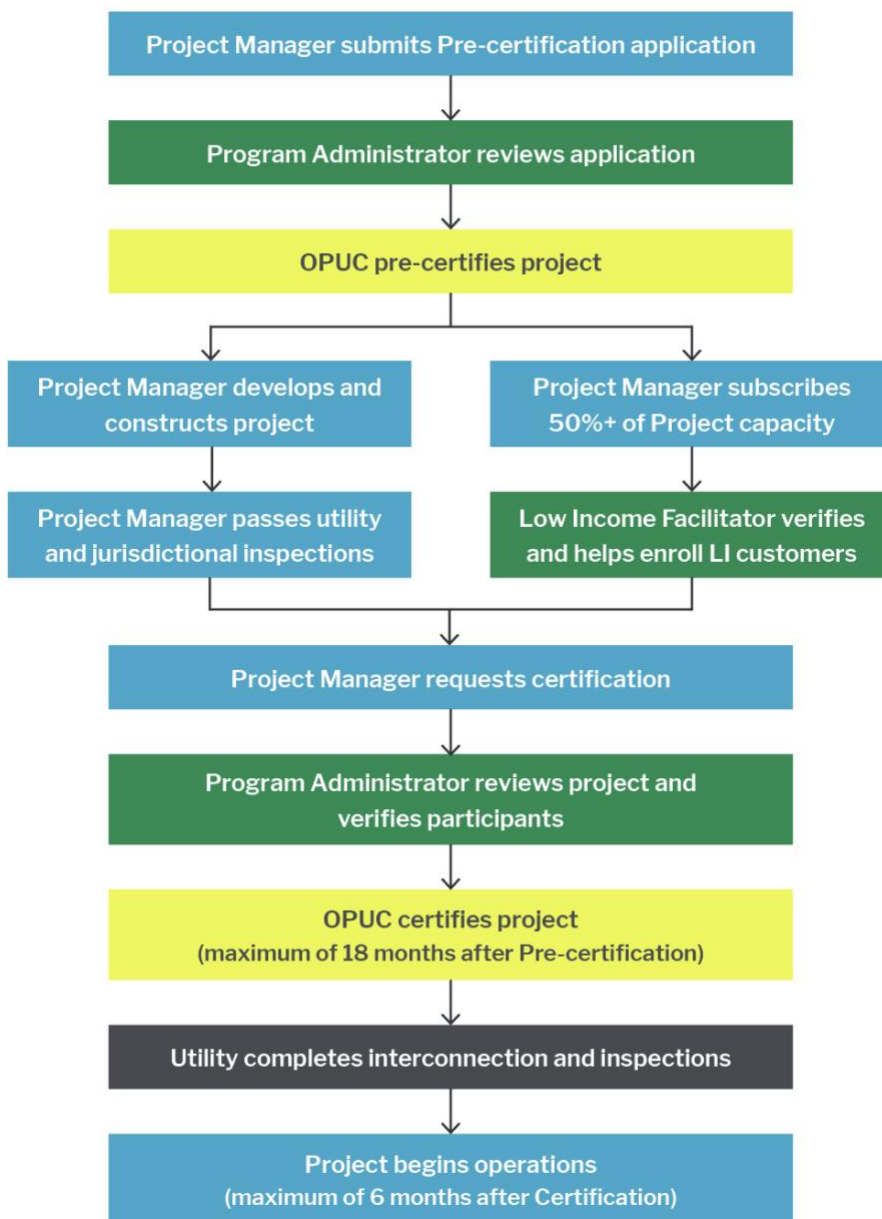 Project Manager submits Pre-certification application
Program Administrator reviews application
OPUC pre-certifies project
Project Manager develops and
constructs project
Project Manager subscribes
50%+ of Project capacity
Project Manager passes utility
and jurisdictional inspections
Low Income Facilitator verifies
and helps enroll LI customers
Project Manager requests certification
Program Administrator reviews project and
verifies participants
OPUC certifies project
(maximum of 18 months after Pre-certification)
Utility completes interconnection and inspections
Project begins operations
(maximum of 6 months after Certification)